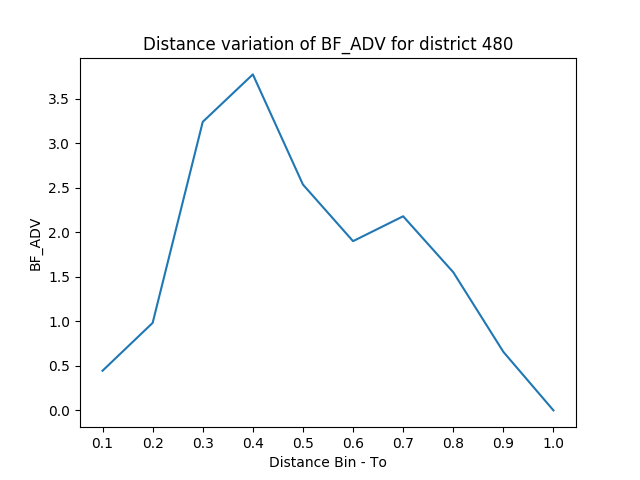 Distance variation of BF_ADV for district 480
3.5
3.0
2.5
2.0
1.5
1.0
0.5
0.0
BF_ADV
0.1 0.2 0.3 0.4 0.5 0.6 0.7 0.8 0.9 1.0
Distance Bin - To